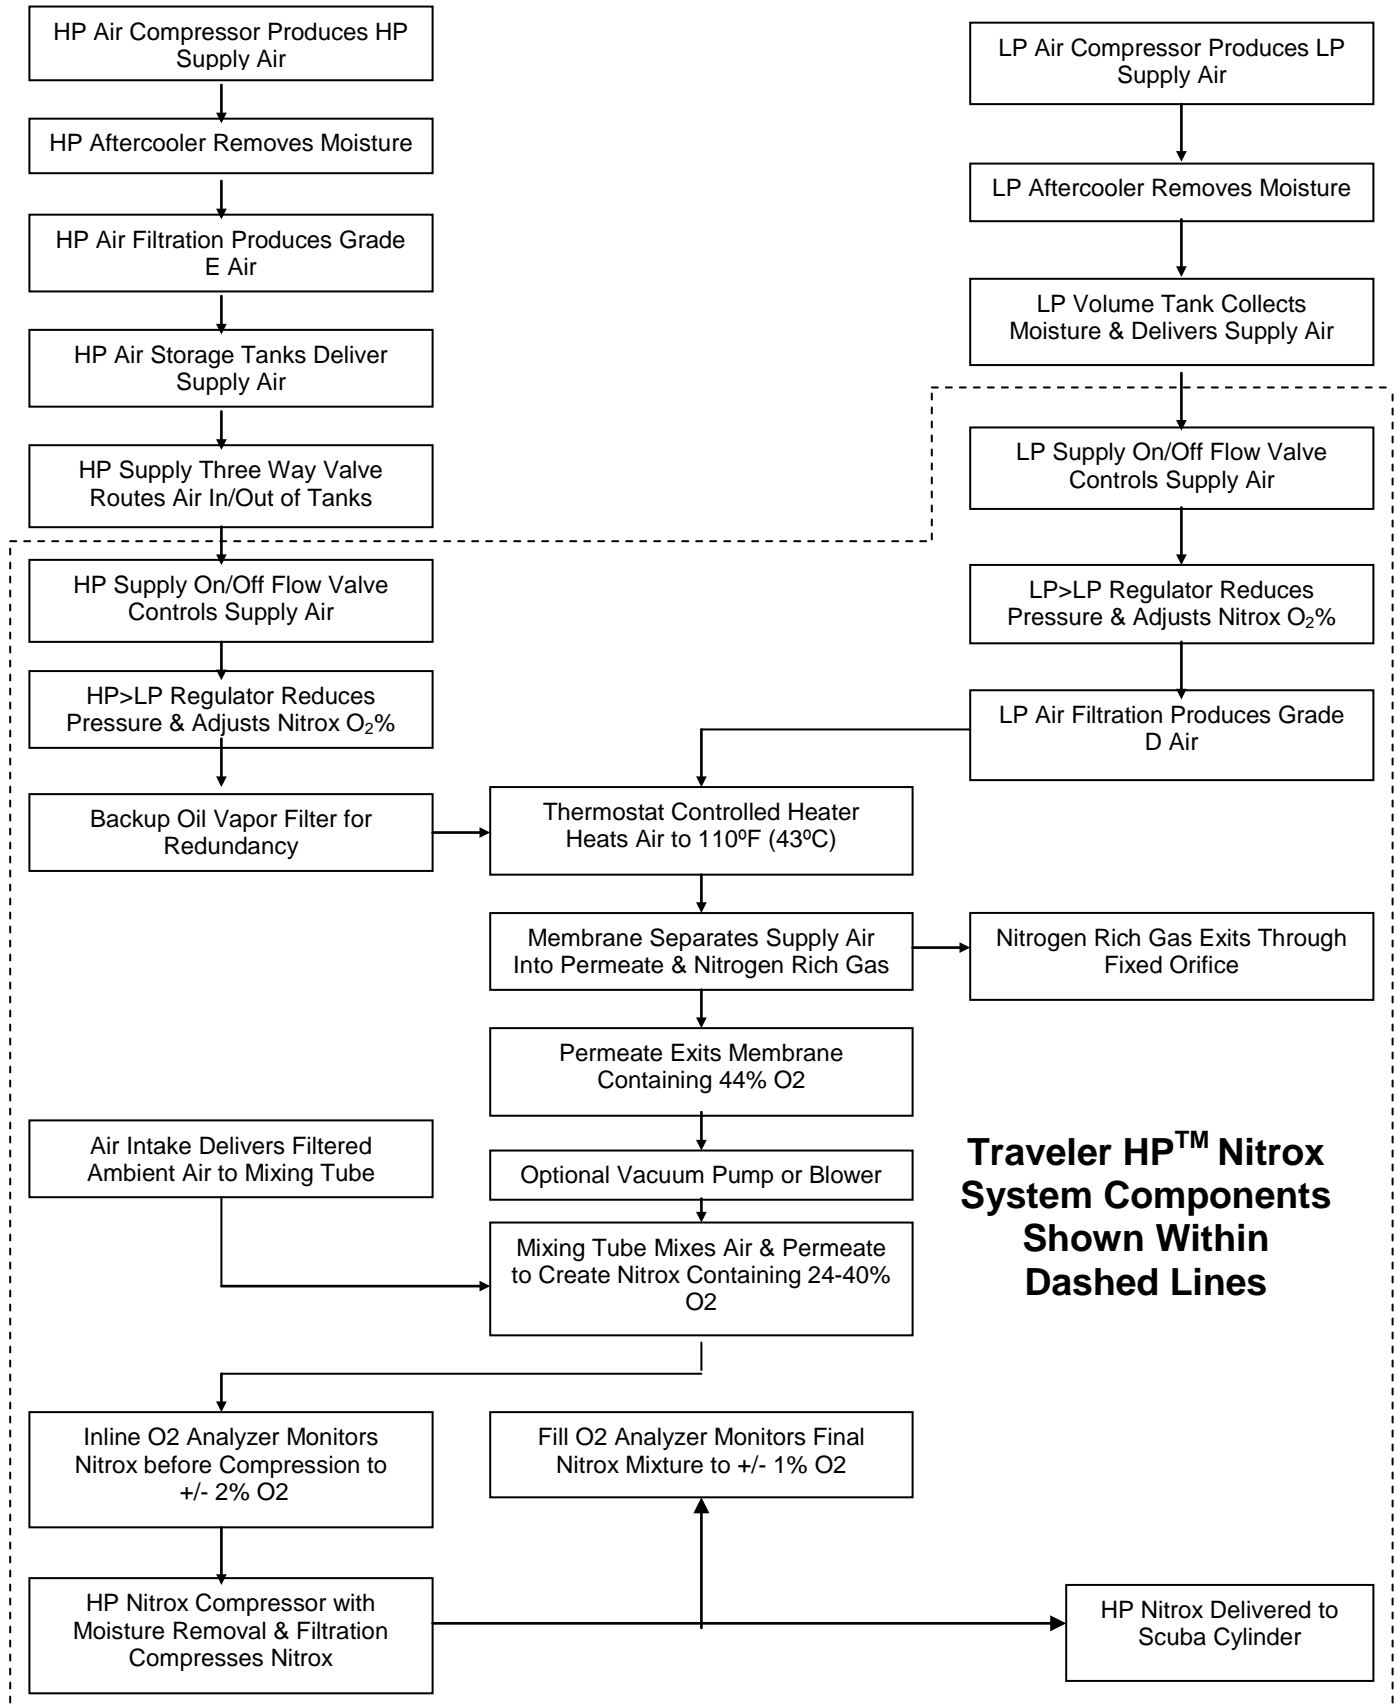 HP Air Compressor Produces HP
Supply Air
LP Air Compressor Produces LP
Supply Air
HP Aftercooler Removes Moisture
LP Aftercooler Removes Moisture
HP Air Filtration Produces Grade
E Air
LP Volume Tank Collects
Moisture & Delivers Supply Air
HP Air Storage Tanks Deliver
Supply Air
HP Supply Three Way Valve
Routes Air In/Out of Tanks
LP Supply On/Off Flow Valve
Controls Supply Air
HP Supply On/Off Flow Valve
Controls Supply Air
LP>LP Regulator Reduces
Pressure & Adjusts Nitrox O₂%
HP>LP Regulator Reduces
Pressure & Adjusts Nitrox O₂%
LP Air Filtration Produces Grade
D Air
Backup Oil Vapor Filter for
Redundancy
Thermostat Controlled Heater
Heats Air to 110ºF (43ºC)
Membrane Separates Supply Air
Into Permeate & Nitrogen Rich Gas
Nitrogen Rich Gas Exits Through
Fixed Orifice
Permeate Exits Membrane
Containing 44% O2
Air Intake Delivers Filtered
Ambient Air to Mixing Tube
Optional Vacuum Pump or Blower
Traveler HP™ Nitrox
System Components
Shown Within
Dashed Lines
Mixing Tube Mixes Air & Permeate
to Create Nitrox Containing 24-40%
O2
Inline O2 Analyzer Monitors
Nitrox before Compression to
+/- 2% O2
Fill O2 Analyzer Monitors Final
Nitrox Mixture to +/- 1% O2
HP Nitrox Compressor with
Moisture Removal & Filtration
Compresses Nitrox
HP Nitrox Delivered to
Scuba Cylinder